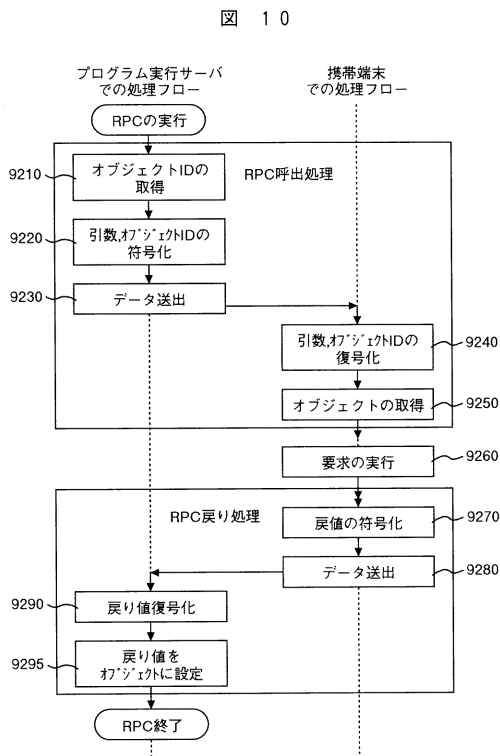 図 10
プログラム実行サーバ
での処理フロー
携帯端末
での処理フロー
RPCの実行
RPC呼出処理
9210
オブジェクトIDの
取得
9220
引数,ｵﾌﾞｼﾞｪｸﾄIDの
符号化
9230
データ送出
引数,ｵﾌﾞｼﾞｪｸﾄIDの
復号化
9240
オブジェクトの取得
9250
要求の実行
9260
RPC戻り処理
戻値の符号化
9270
データ送出
9280
9290
戻り値復号化
9295
戻り値を
ｵﾌﾞｼﾞｪｸﾄに設定
RPC終了